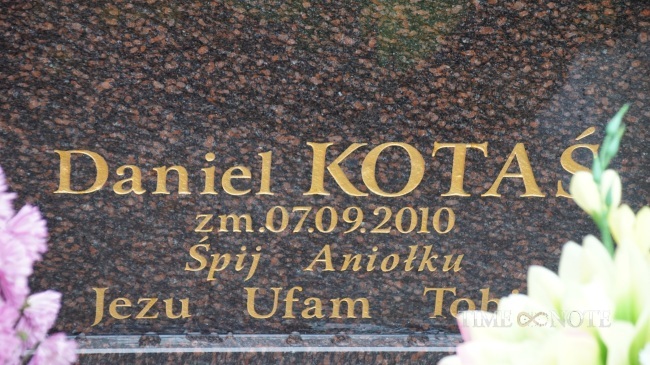 Daniel KOTAŚ
zm.07.09.2010
Śpij Aniołku
Jezu Ufam
TIME NOTE